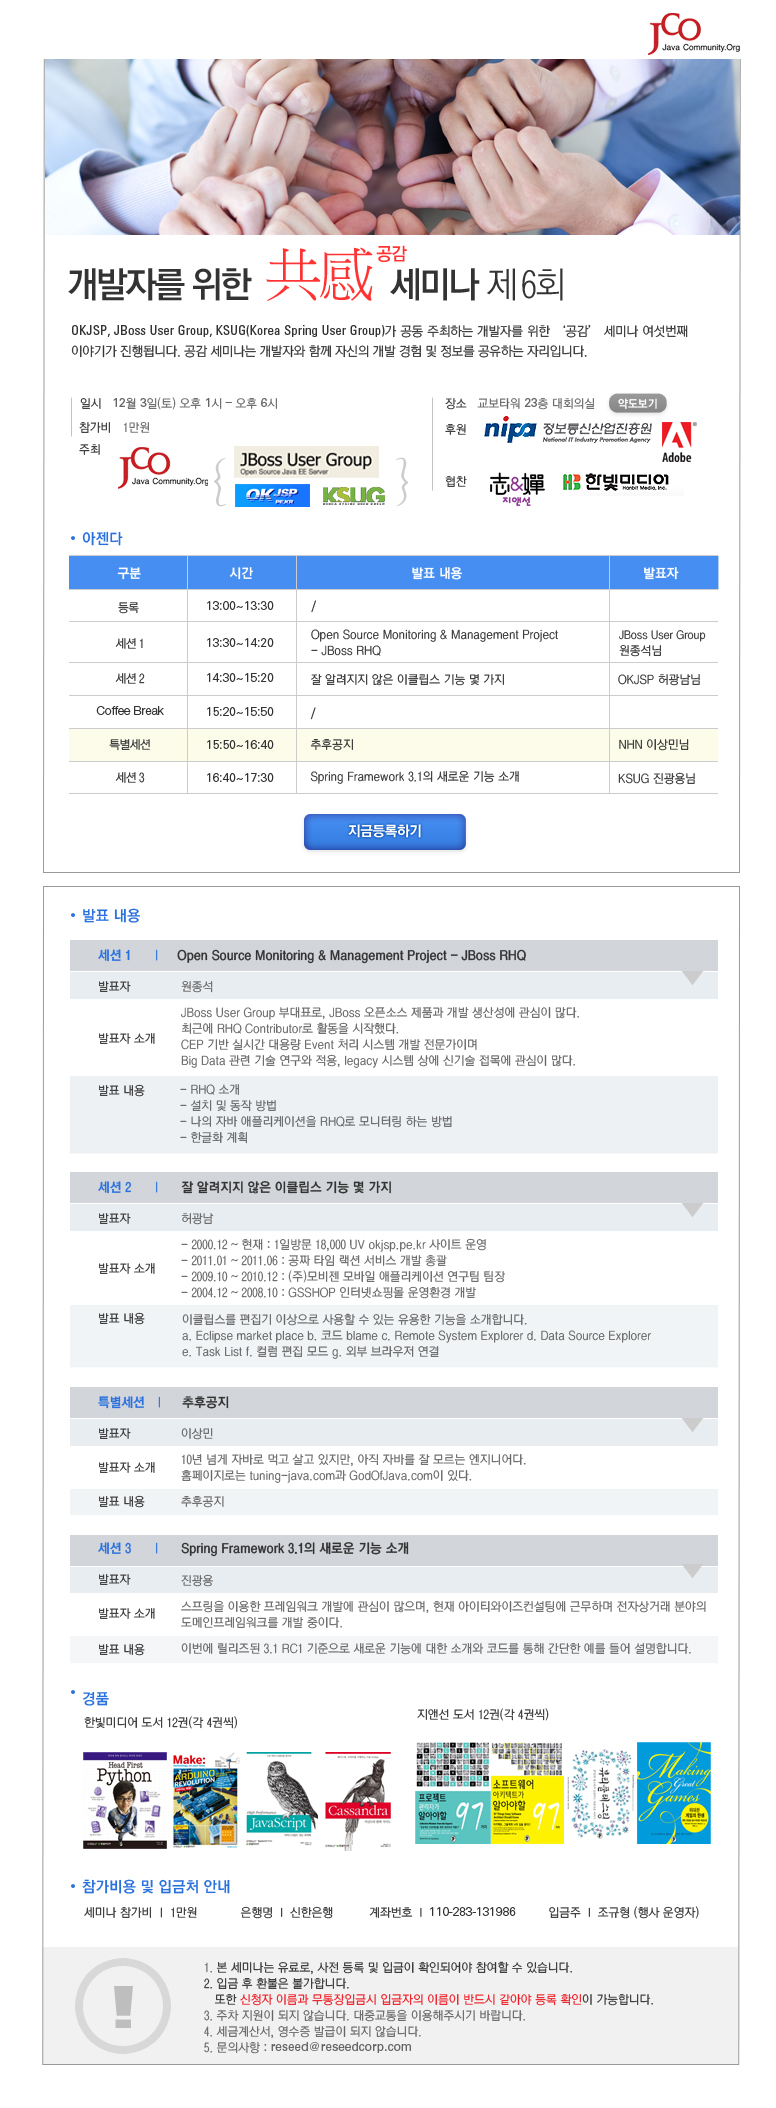 JCO
Java Community.Org
개발자를 위한 共感 공감 세미나 제6회
OKJSP, JBoss User Group, KSUG(Korea Spring User Group)가 공동 주최하는 개발자를 위한 ‘공감’ 세미나 여섯번째
이야기가 진행됩니다. 공감 세미나는 개발자와 함께 자신의 개발 경험 및 정보를 공유하는 자리입니다.
일시 12월 3일(토) 오후 1시 – 오후 6시
참가비 1만원
주최
JCO
Java Community.Org
JBoss User Group
Open Source Java EE Server
OKJSP
PE.KR
KSUG
KOREA SPRING USER GROUP
장소 교보타워 23층 대회의실 약도보기
후원 nipa 정보통신산업진흥원
National IT Industry Promotion Agency
Adobe
협찬 志&嬋
지앤선
HB 한빛미디어
Hanbit Media, Inc.
• 아젠다
구분 시간 발표 내용 발표자
등록 13:00~13:30 /
세션 1 13:30~14:20 Open Source Monitoring & Management Project
– JBoss RHQ
JBoss User Group
원종석님
세션 2 14:30~15:20 잘 알려지지 않은 이클립스 기능 몇 가지 OKJSP 허광남님
Coffee Break 15:20~15:50 /
특별세션 15:50~16:40 추후공지 NHN 이상민님
세션 3 16:40~17:30 Spring Framework 3.1의 새로운 기능 소개 KSUG 진광용님
지금등록하기
• 발표 내용
세션 1 | Open Source Monitoring & Management Project – JBoss RHQ
발표자 원종석
발표자 소개
JBoss User Group 부대표로, JBoss 오픈소스 제품과 개발 생산성에 관심이 많다.
최근에 RHQ Contributor로 활동을 시작했다.
CEP 기반 실시간 대용량 Event 처리 시스템 개발 전문가이며
Big Data 관련 기술 연구와 적용, legacy 시스템 상에 신기술 접목에 관심이 많다.
발표 내용
– RHQ 소개
– 설치 및 동작 방법
– 나의 자바 애플리케이션을 RHQ로 모니터링 하는 방법
– 한글화 계획
세션 2 | 잘 알려지지 않은 이클립스 기능 몇 가지
발표자 허광남
발표자 소개
– 2000.12 ~ 현재 : 1일방문 18,000 UV okjsp.pe.kr 사이트 운영
– 2011.01 ~ 2011.06 : 공짜 타임 랙션 서비스 개발 총괄
– 2009.10 ~ 2010.12 : (주)모비젠 모바일 애플리케이션 연구팀 팀장
– 2004.12 ~ 2008.10 : GSSHOP 인터넷쇼핑몰 운영환경 개발
발표 내용
이클립스를 편집기 이상으로 사용할 수 있는 유용한 기능을 소개합니다.
a. Eclipse market place b. 코드 blame c. Remote System Explorer d. Data Source Explorer
e. Task List f. 컬럼 편집 모드 g. 외부 브라우저 연결
특별세션 | 추후공지
발표자 이상민
발표자 소개
10년 넘게 자바로 먹고 살고 있지만, 아직 자바를 잘 모르는 엔지니어다.
홈페이지로는 tuning-java.com과 GodOfJava.com이 있다.
발표 내용 추후공지
세션 3 | Spring Framework 3.1의 새로운 기능 소개
발표자 진광용
발표자 소개
스프링을 이용한 프레임워크 개발에 관심이 많으며, 현재 아이티와이즈컨설팅에 근무하며 전자상거래 분야의
도메인프레임워크를 개발 중이다.
발표 내용 이번에 릴리즈된 3.1 RC1 기준으로 새로운 기능에 대한 소개와 코드를 통해 간단한 예를 들어 설명합니다.
• 경품
한빛미디어 도서 12권(각 4권씩)
지앤선 도서 12권(각 4권씩)
Head First
Python
Make:
ARDUINO
REVOLUTION
JavaScript
Cassandra
프로젝트
관리자가
알아야할
97
소프트웨어
아키텍트가
알아야할
97
Making
Great
Games
• 참가비용 및 입금처 안내
세미나 참가비 | 1만원 은행명 | 신한은행 계좌번호 | 110-283-131986 입금주 | 조규형 (행사 운영자)
1. 본 세미나는 유료로, 사전 등록 및 입금이 확인되어야 참여할 수 있습니다.
2. 입금 후 환불은 불가합니다.
또한 신청자 이름과 무통장입금시 입금자의 이름이 반드시 같아야 등록 확인이 가능합니다.
3. 주차 지원이 되지 않습니다. 대중교통을 이용해주시기 바랍니다.
4. 세금계산서, 영수증 발급이 되지 않습니다.
5. 문의사항 : reseed@reseedcorp.com